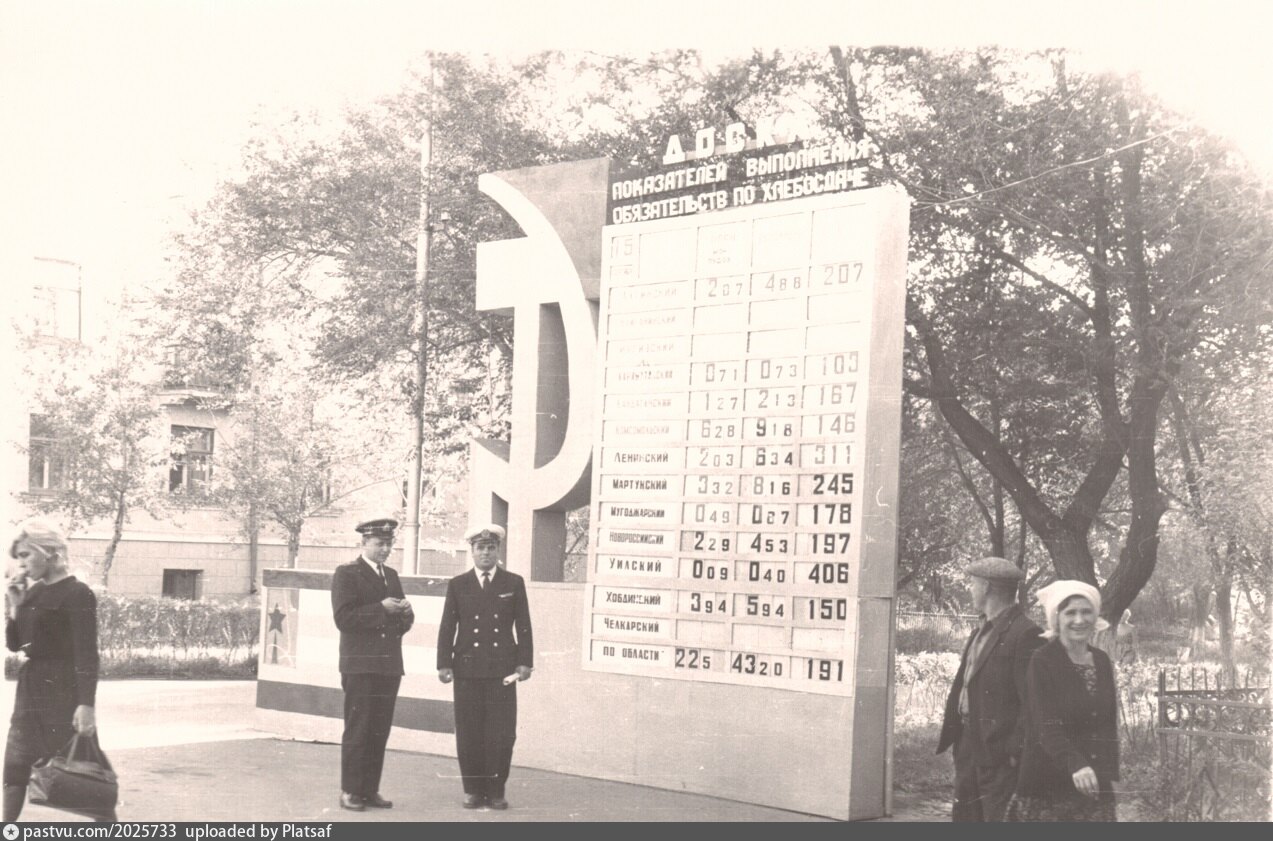 ДОСКА
ПОКАЗАТЕЛЕЙ ВЫПОЛНЕНИЯ
ОБЯЗАТЕЛЬСТВ ПО ХЛЕБОСДАЧЕ
207 488 207
071 073 103
127 213 167
КОМСОМОЛЬСКИЙ 628 918 146
ЛЕНИНСКИЙ 203 634 311
МАРТУКСКИЙ 332 816 245
МУГОДЖАРСКИЙ 049 087 178
НОВОРОССИЙСКИЙ 229 453 197
УИЛСКИЙ 009 040 406
ХОБДИНСКИЙ 394 594 150
ЧЕЛКАРСКИЙ
ПО ОБЛАСТИ 225 4320 191
pastvu.com/2025733 uploaded by Platsaf